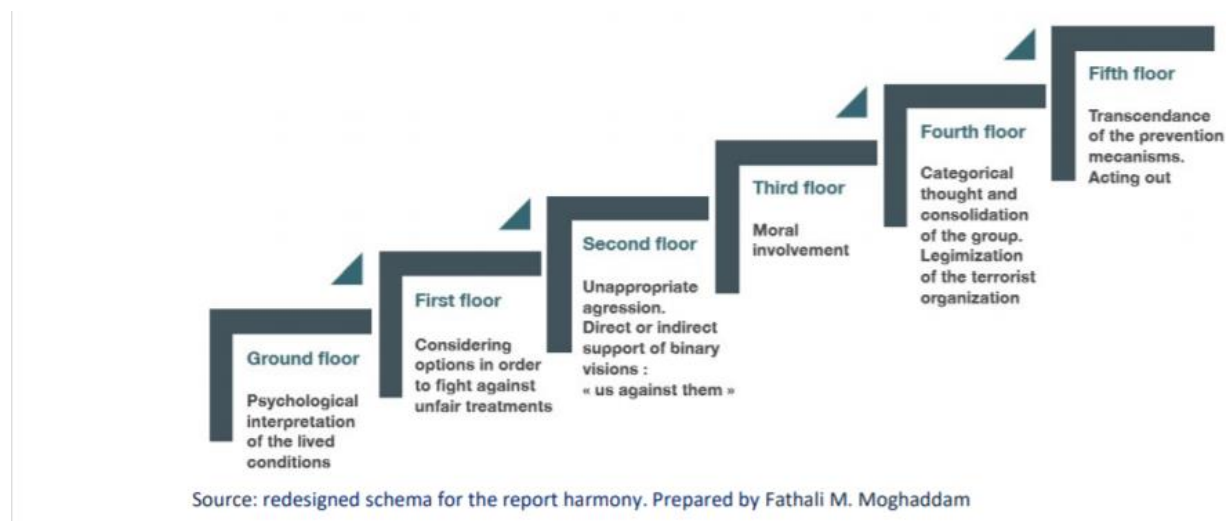 Ground floor
Psychological
interpretation
of the lived
conditions
First floor
Considering
options in order
to fight against
unfair treatments
Second floor
Unappropriate
agression.
Direct or indirect
support of binary
visions :
« us against them »
Third floor
Moral
involvement
Fourth floor
Categorical
thought and
consolidation
of the group.
Legimization
of the terrorist
organization
Fifth floor
Transcendance
of the prevention
mecanisms.
Acting out
Source: redesigned schema for the report harmony. Prepared by Fathali M. Moghaddam